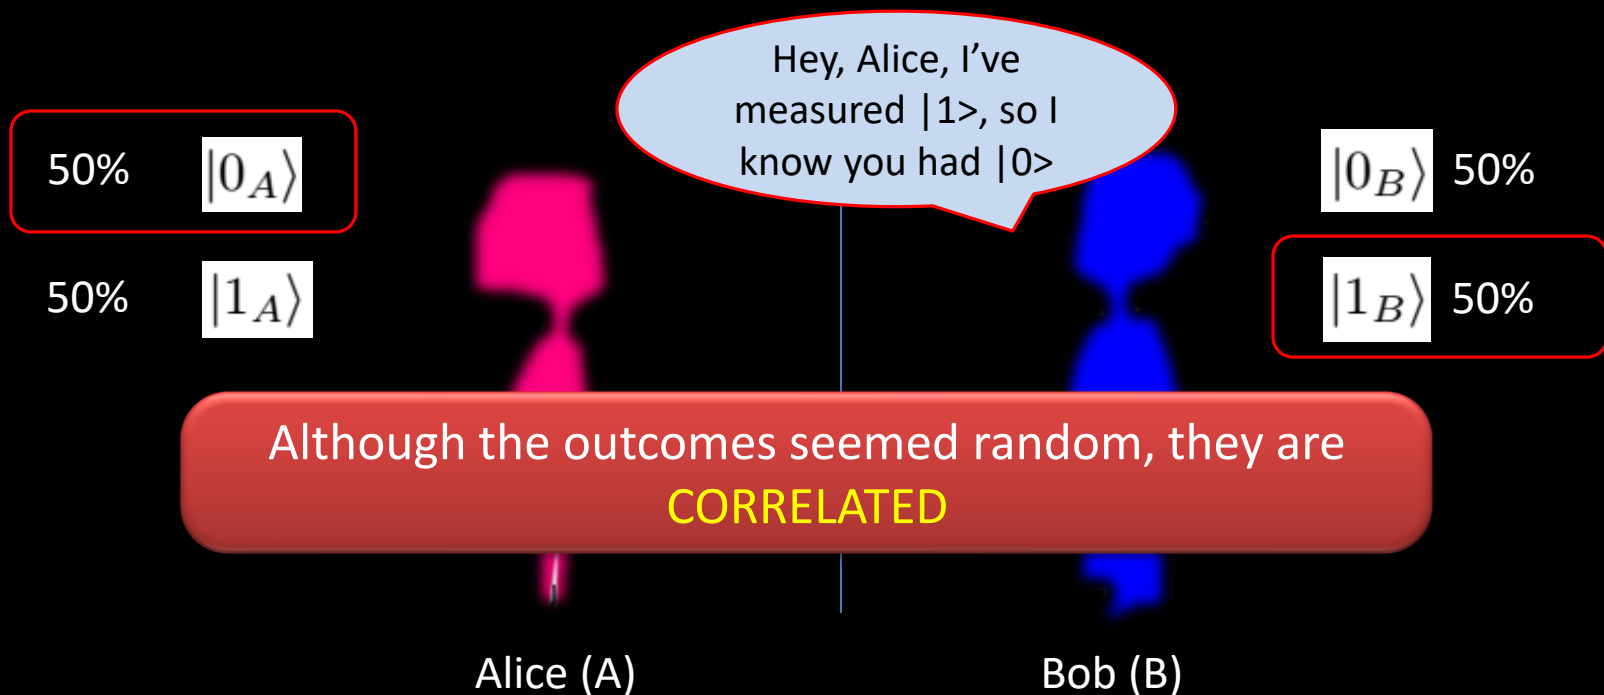 Hey, Alice, I’ve
measured |1>, so I
know you had |0>
50% |0_A⟩
50% |1_A⟩
|0_B⟩ 50%
|1_B⟩ 50%
Although the outcomes seemed random, they are
CORRELATED
Alice (A)
Bob (B)